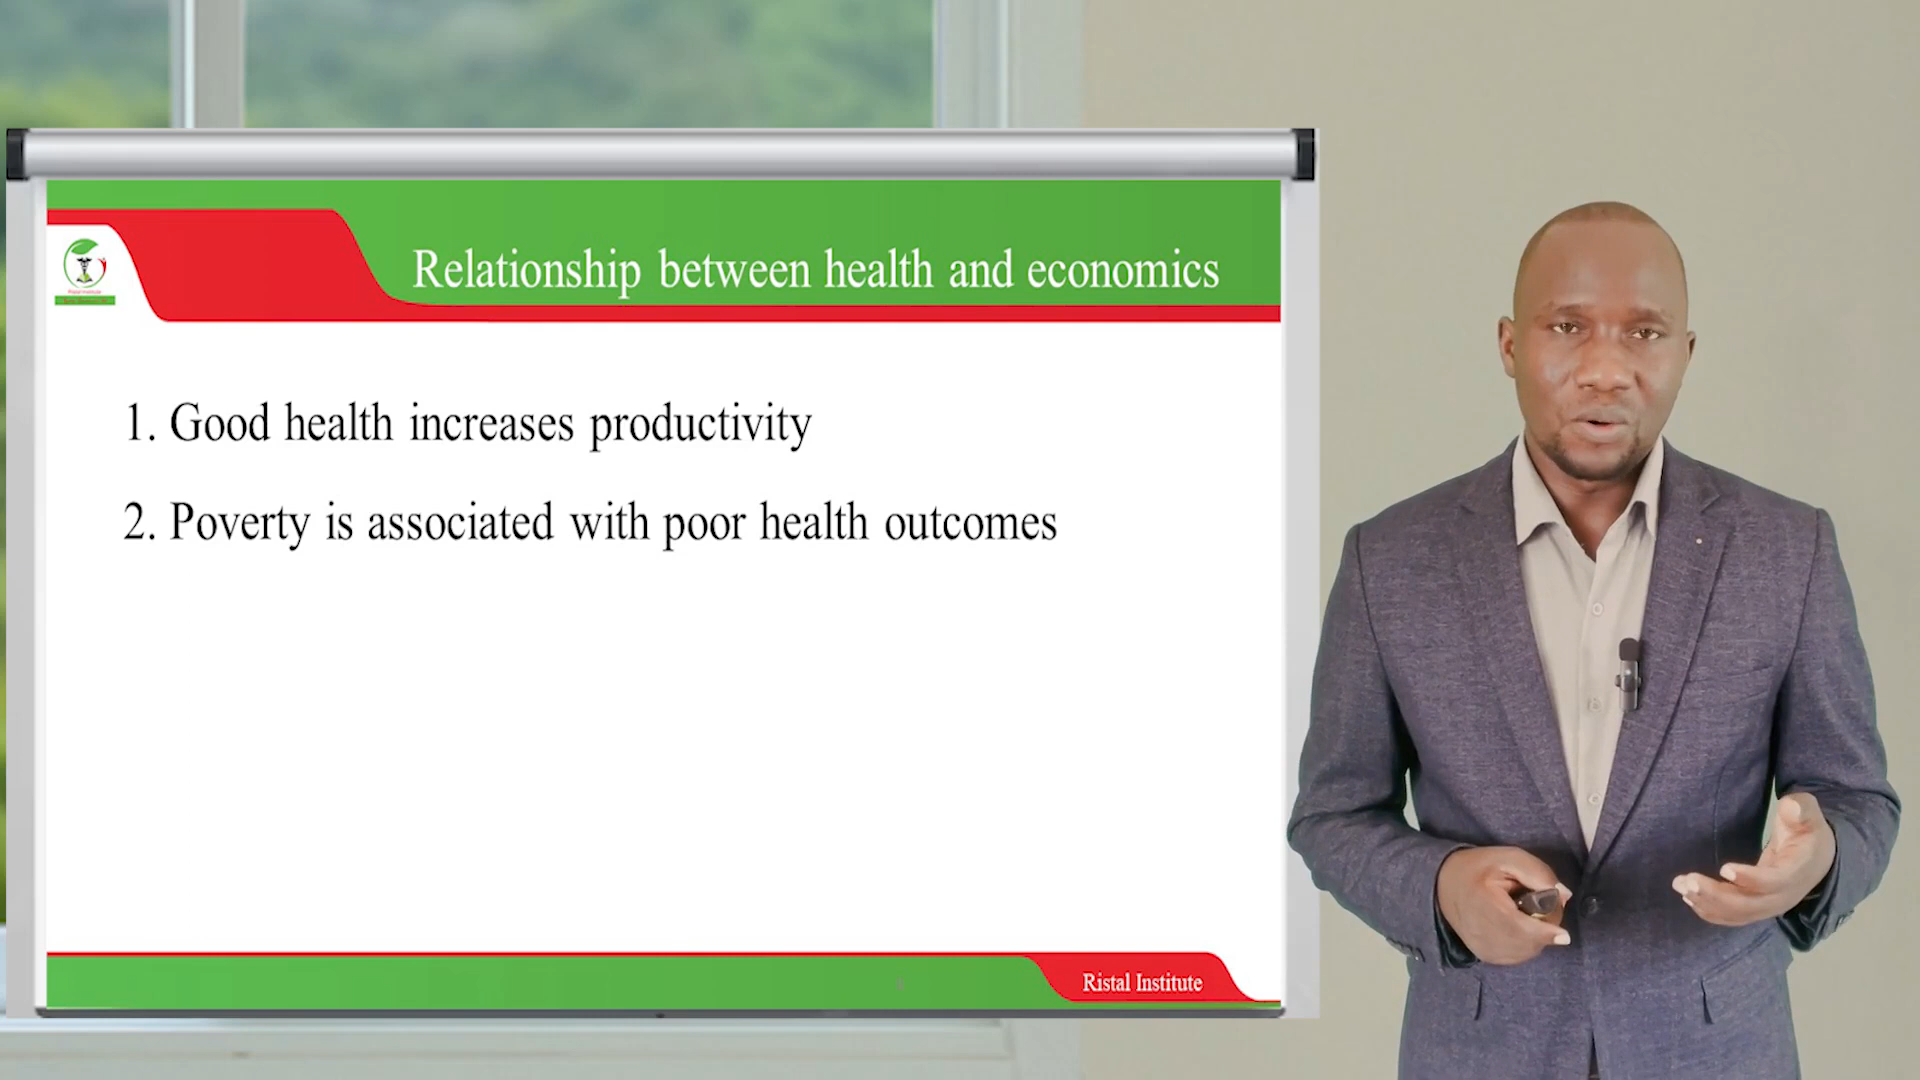 Relationship between health and economics
1. Good health increases productivity
2. Poverty is associated with poor health outcomes
Ristal Institute